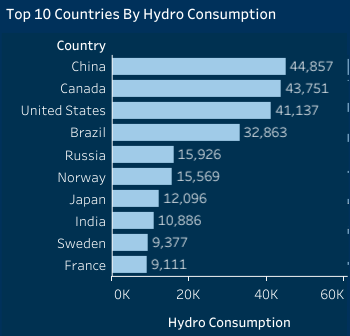 Top 10 Countries By Hydro Consumption
Country
China 44,857
Canada 43,751
United States 41,137
Brazil 32,863
Russia 15,926
Norway 15,569
Japan 12,096
India 10,886
Sweden 9,377
France 9,111
0K 20K 40K 60K
Hydro Consumption